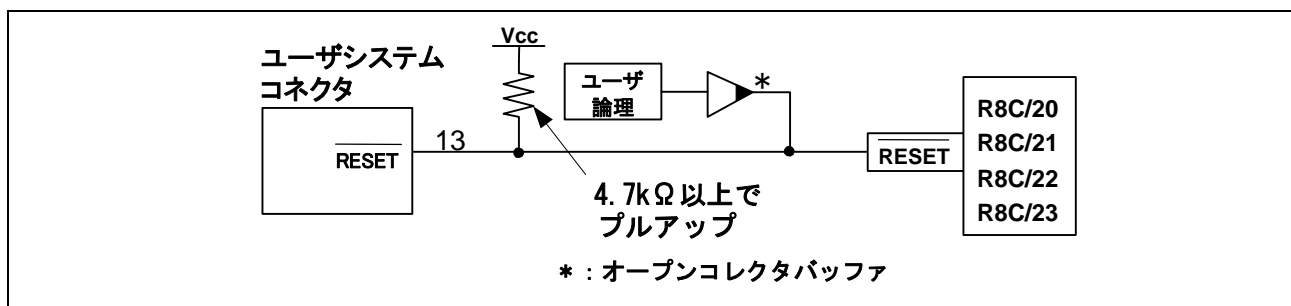 ユーザシステム
コネクタ
RESET
13
Vcc
ユーザ
論理
*
4.7kΩ以上で
プルアップ
RESET
R8C/20
R8C/21
R8C/22
R8C/23
*：オープンコレクタバッファ